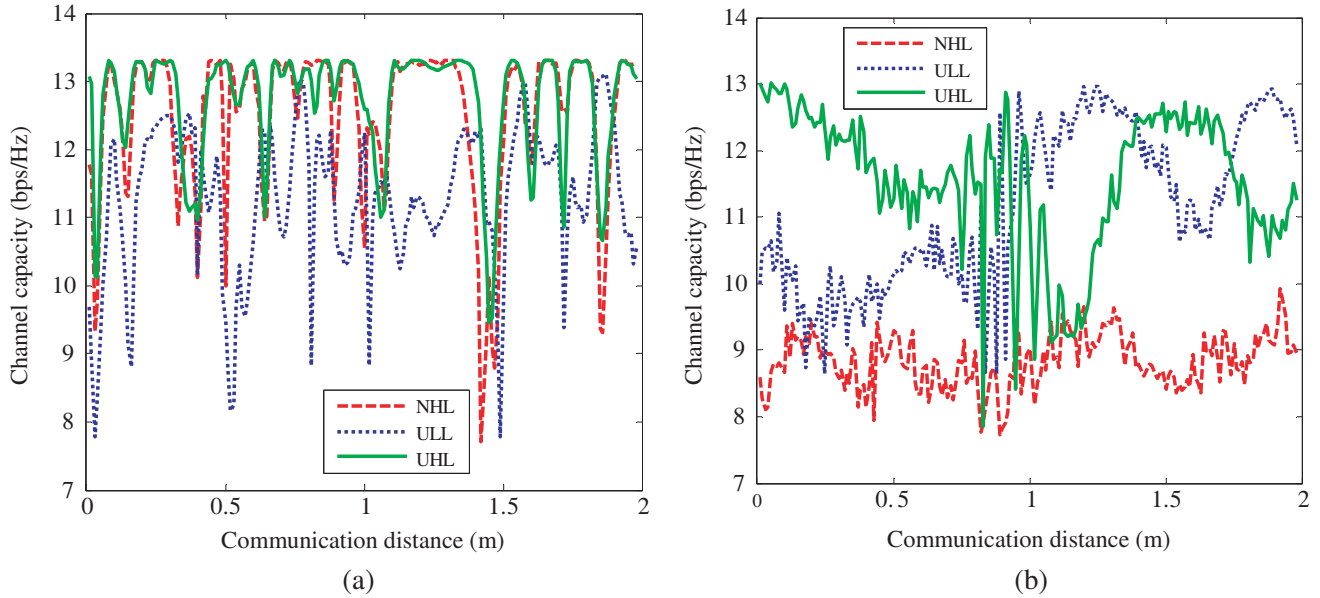 14
13
12
11
10
9
8
7
Channel capacity (bps/Hz)
NHL
ULL
UHL
0 0.5 1 1.5 2
Communication distance (m)
(a)
14
13
12
11
10
9
8
7
Channel capacity (bps/Hz)
NHL
ULL
UHL
0 0.5 1 1.5 2
Communication distance (m)
(b)